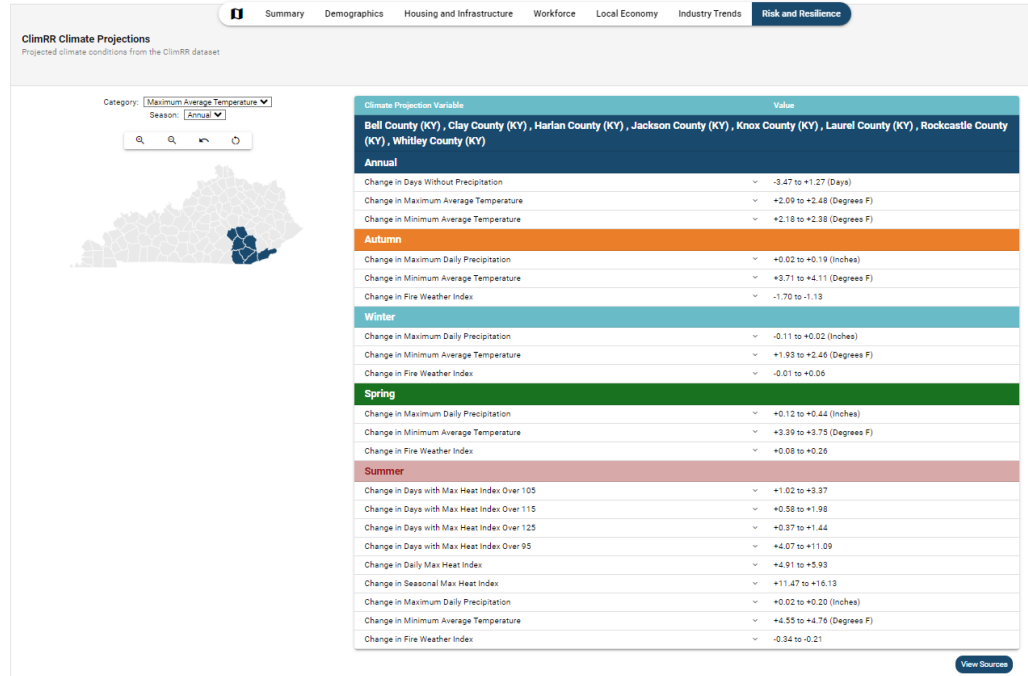 Summary Demographics Housing and Infrastructure Workforce Local Economy Industry Trends Risk and Resilience
ClimRR Climate Projections
Projected climate conditions from the ClimRR dataset
Category: Maximum Average Temperature
Season: Annual
Climate Projection Variable Value
Bell County (KY) , Clay County (KY) , Harlan County (KY) , Jackson County (KY) , Knox County (KY) , Laurel County (KY) , Rockcastle County
(KY) , Whitley County (KY)
Annual
Change in Days Without Precipitation -3.47 to +1.27 (Days)
Change in Maximum Average Temperature +2.09 to +2.48 (Degrees F)
Change in Minimum Average Temperature +2.18 to +2.38 (Degrees F)
Autumn
Change in Maximum Daily Precipitation +0.02 to +0.19 (Inches)
Change in Minimum Average Temperature +3.71 to +4.11 (Degrees F)
Change in Fire Weather Index -1.70 to -1.13
Winter
Change in Maximum Daily Precipitation -0.11 to +0.02 (Inches)
Change in Minimum Average Temperature +1.93 to +2.46 (Degrees F)
Change in Fire Weather Index -0.01 to +0.06
Spring
Change in Maximum Daily Precipitation +0.12 to +0.44 (Inches)
Change in Minimum Average Temperature +3.39 to +3.75 (Degrees F)
Change in Fire Weather Index +0.08 to +0.26
Summer
Change in Days with Max Heat Index Over 105 +1.02 to +3.37
Change in Days with Max Heat Index Over 115 +0.58 to +1.98
Change in Days with Max Heat Index Over 125 +0.37 to +1.44
Change in Days with Max Heat Index Over 95 +4.07 to +11.09
Change in Daily Max Heat Index +4.91 to +5.93
Change in Seasonal Max Heat Index +11.47 to +16.13
Change in Maximum Daily Precipitation +0.02 to +0.20 (Inches)
Change in Minimum Average Temperature +4.55 to +4.76 (Degrees F)
Change in Fire Weather Index -0.34 to -0.21
View Sources